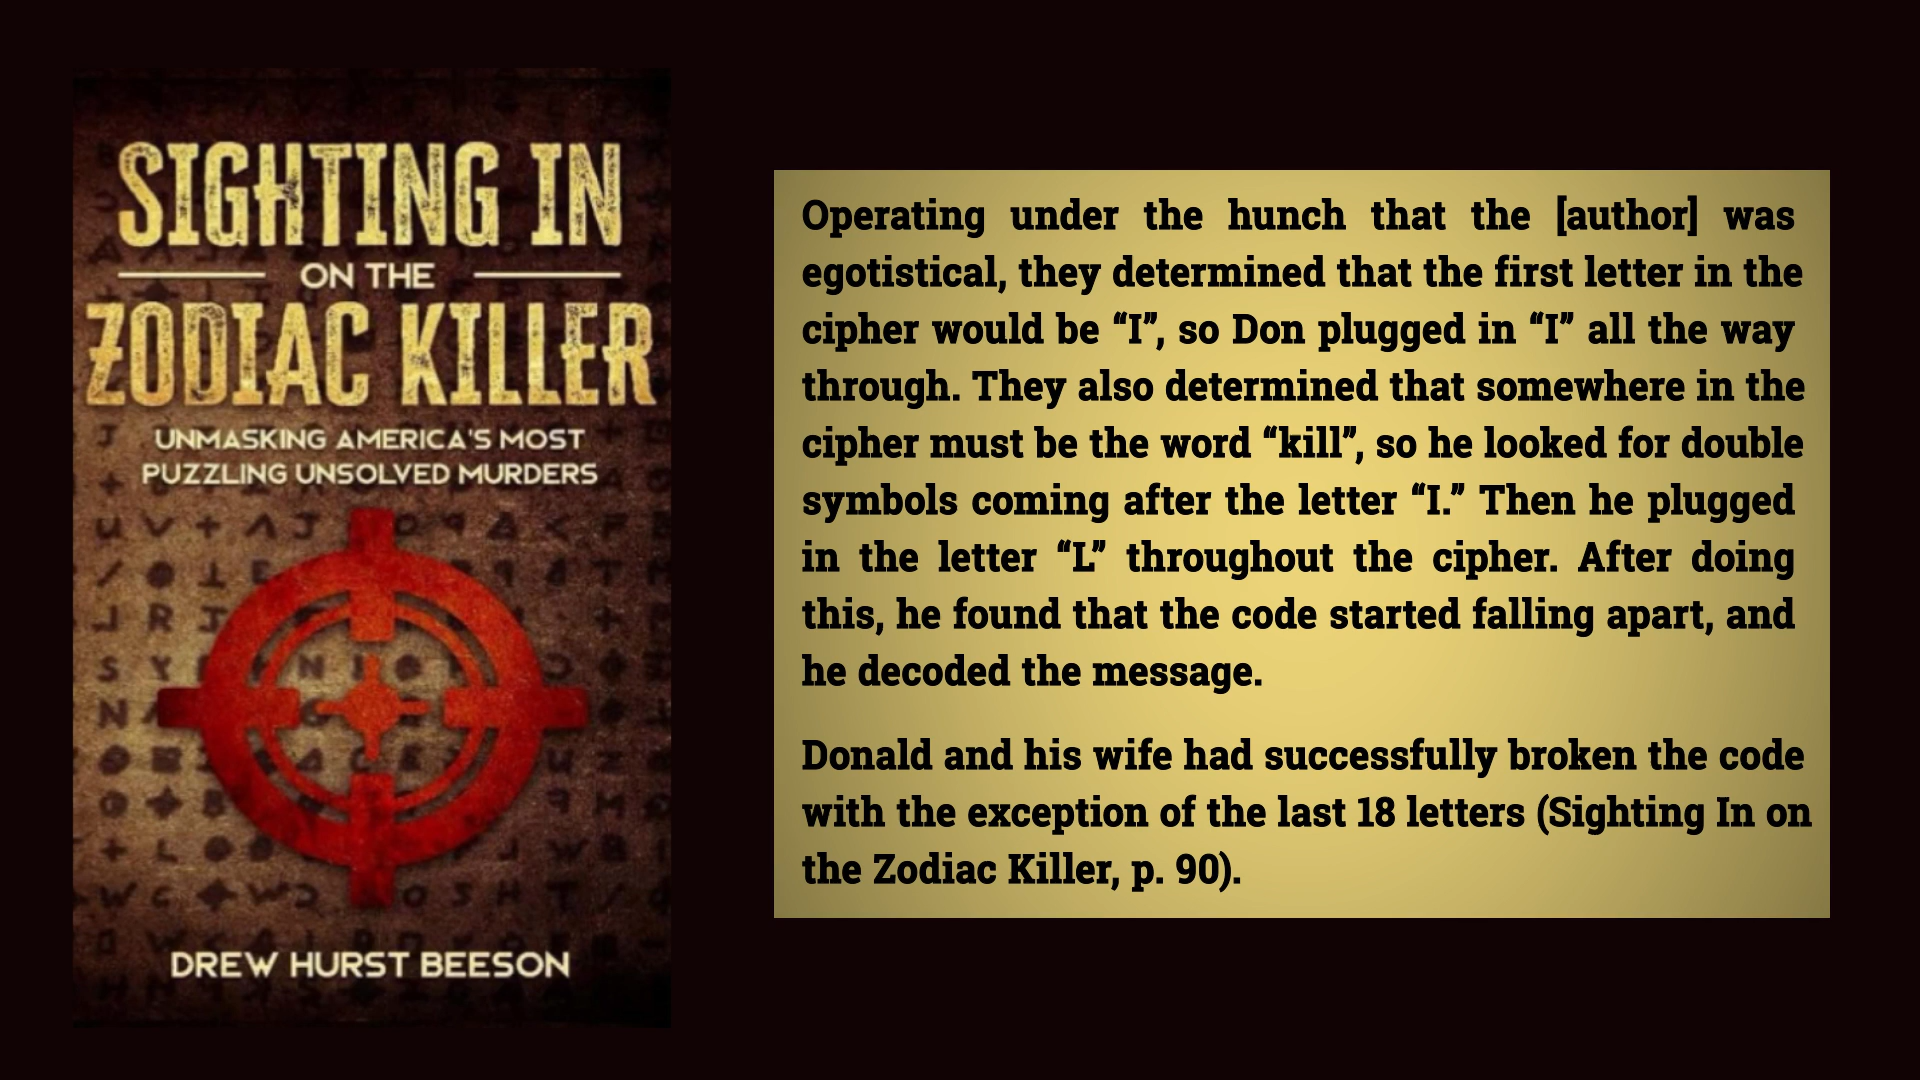 SIGHTING IN
ON THE
ZODIAC KILLER
UNMASKING AMERICA'S MOST
PUZZLING UNSOLVED MURDERS
DREW HURST BEESON
Operating under the hunch that the [author] was
egotistical, they determined that the first letter in the
cipher would be “I”, so Don plugged in “I” all the way
through. They also determined that somewhere in the
cipher must be the word “kill”, so he looked for double
symbols coming after the letter “I.” Then he plugged
in the letter “L” throughout the cipher. After doing
this, he found that the code started falling apart, and
he decoded the message.
Donald and his wife had successfully broken the code
with the exception of the last 18 letters (Sighting In on
the Zodiac Killer, p. 90).